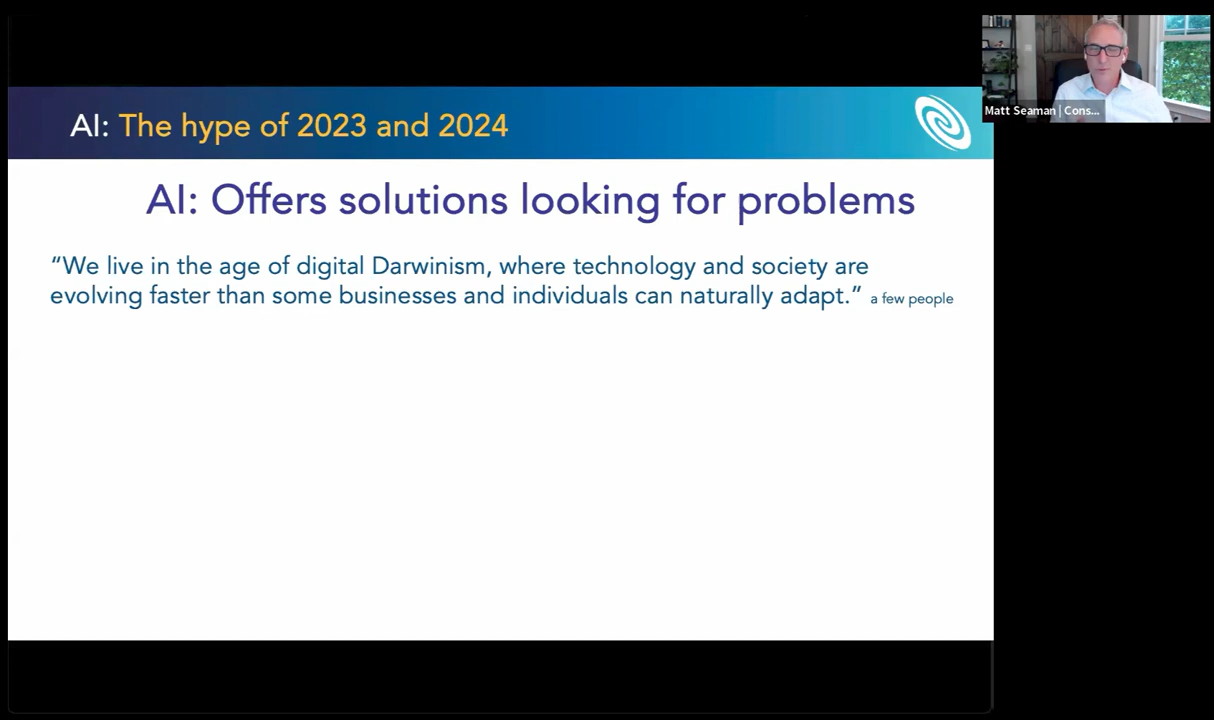 AI: The hype of 2023 and 2024
AI: Offers solutions looking for problems
“We live in the age of digital Darwinism, where technology and society are
evolving faster than some businesses and individuals can naturally adapt.” a few people
Matt Seaman | Cons...